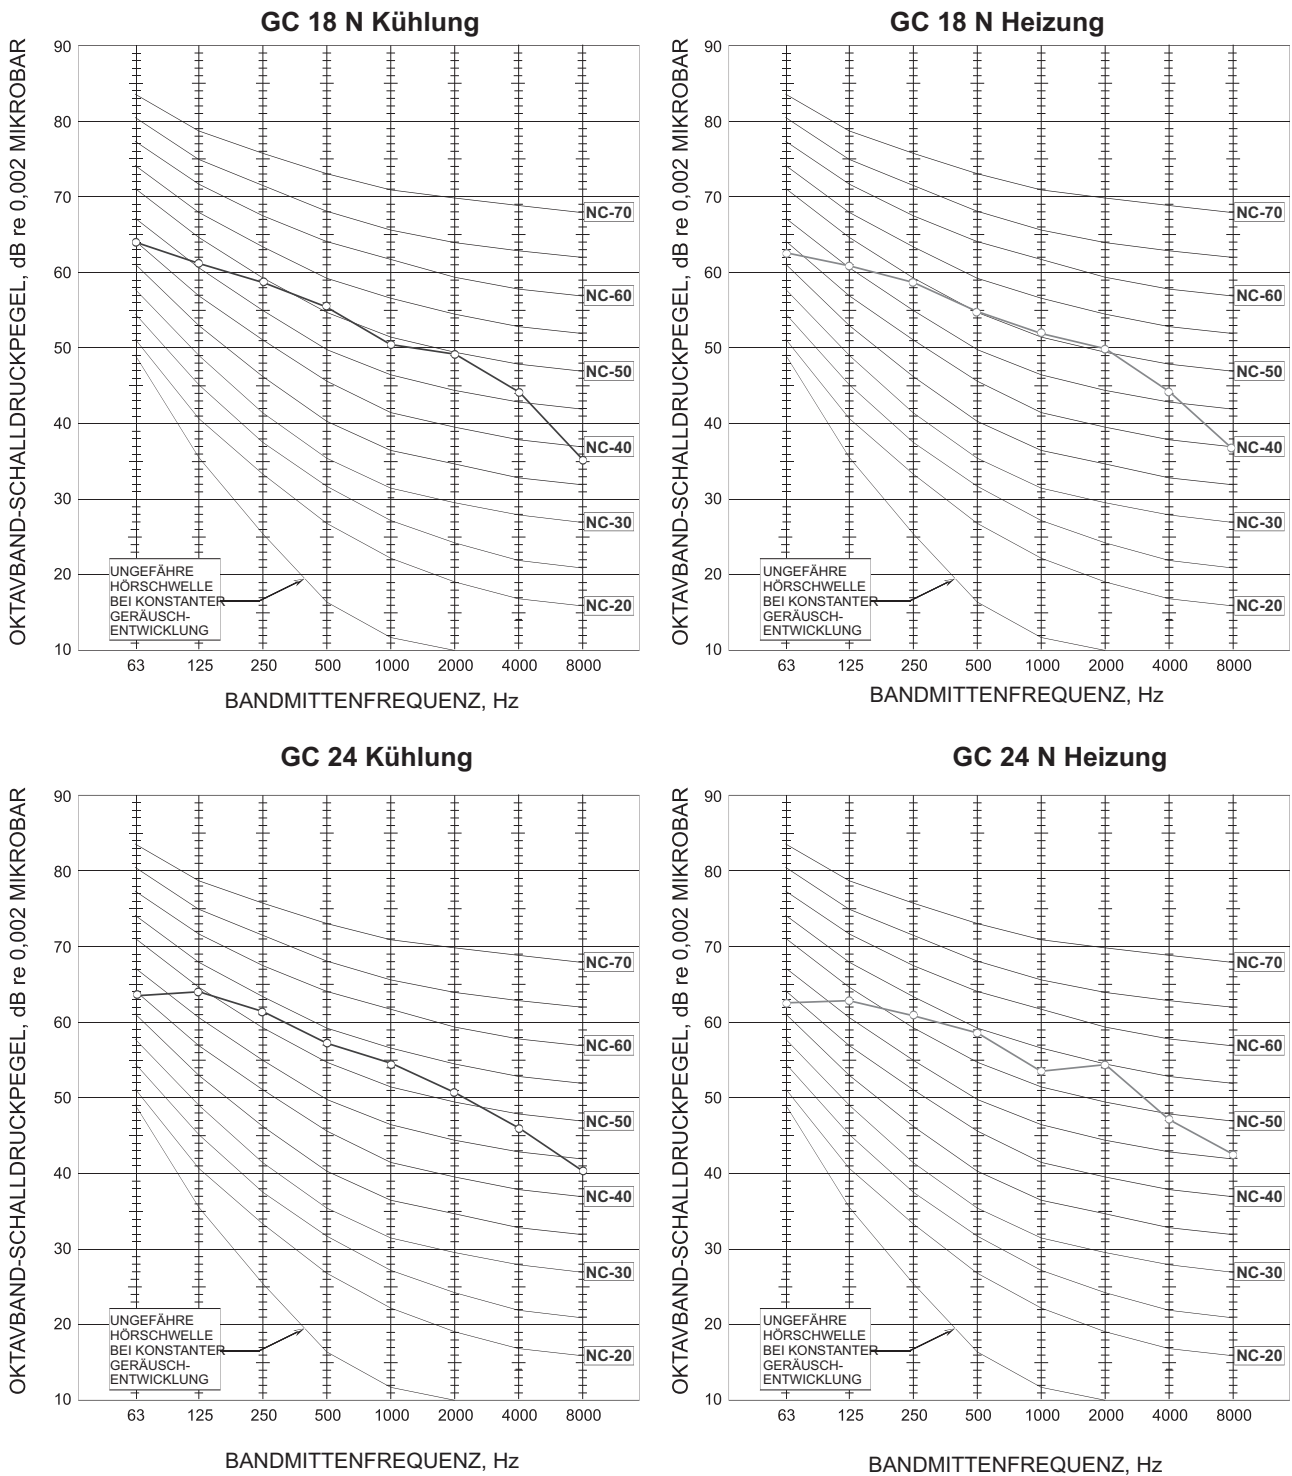 GC 18 N Kühlung
OKTAVBAND-SCHALLDRUCKPEGEL, dB re 0,002 MIKROBAR
90
80
70
60
50
40
30
20
10
NC-70
NC-60
NC-50
NC-40
NC-30
NC-20
UNGEFÄHRE
HÖRSCHWELLE
BEI KONSTANTER
GERÄUSCH-
ENTWICKLUNG
63 125 250 500 1000 2000 4000 8000
BANDMITTENFREQUENZ, Hz
GC 18 N Heizung
OKTAVBAND-SCHALLDRUCKPEGEL, dB re 0,002 MIKROBAR
90
80
70
60
50
40
30
20
10
NC-70
NC-60
NC-50
NC-40
NC-30
NC-20
UNGEFÄHRE
HÖRSCHWELLE
BEI KONSTANTER
GERÄUSCH-
ENTWICKLUNG
63 125 250 500 1000 2000 4000 8000
BANDMITTENFREQUENZ, Hz
GC 24 Kühlung
OKTAVBAND-SCHALLDRUCKPEGEL, dB re 0,002 MIKROBAR
90
80
70
60
50
40
30
20
10
NC-70
NC-60
NC-50
NC-40
NC-30
NC-20
UNGEFÄHRE
HÖRSCHWELLE
BEI KONSTANTER
GERÄUSCH-
ENTWICKLUNG
63 125 250 500 1000 2000 4000 8000
BANDMITTENFREQUENZ, Hz
GC 24 N Heizung
OKTAVBAND-SCHALLDRUCKPEGEL, dB re 0,002 MIKROBAR
90
80
70
60
50
40
30
20
10
NC-70
NC-60
NC-50
NC-40
NC-30
NC-20
UNGEFÄHRE
HÖRSCHWELLE
BEI KONSTANTER
GERÄUSCH-
ENTWICKLUNG
63 125 250 500 1000 2000 4000 8000
BANDMITTENFREQUENZ, Hz